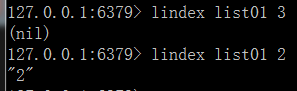 127.0.0.1:6379> lindex list01 3
(nil)
127.0.0.1:6379> lindex list01 2
"2"